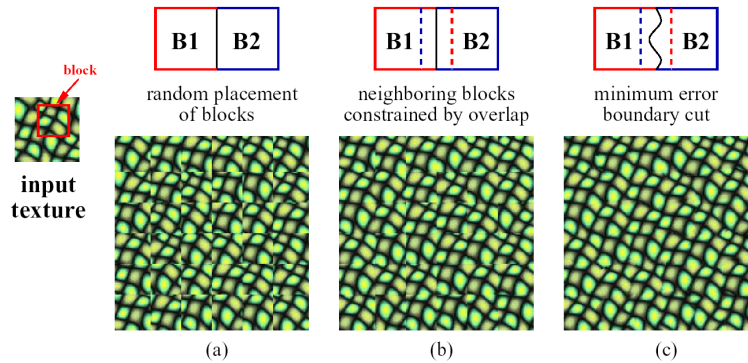 block
input
texture
B1 B2
random placement
of blocks
(a)
B1 B2
neighboring blocks
constrained by overlap
(b)
B1 B2
minimum error
boundary cut
(c)